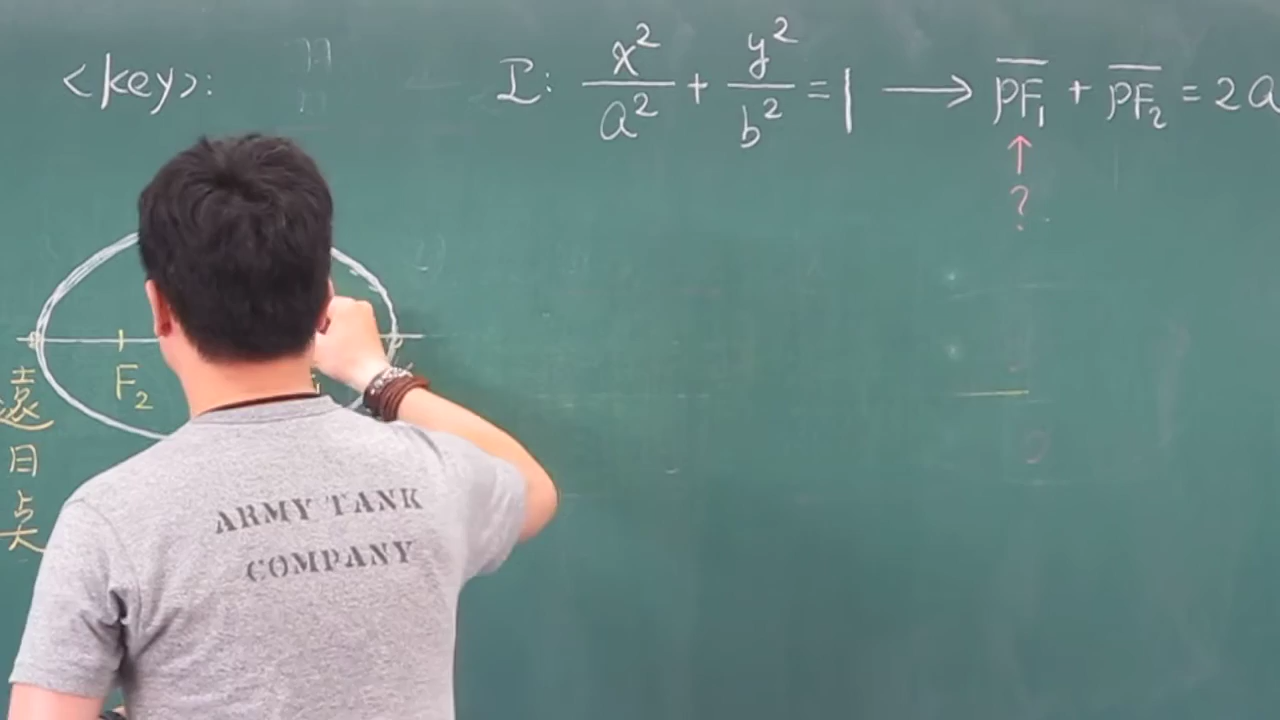 <key>:
Γ: x²/a² + y²/b² = 1 → PF₁ + PF₂ = 2a
↑
?
F₂
遠日点
ARMY TANK
COMPANY